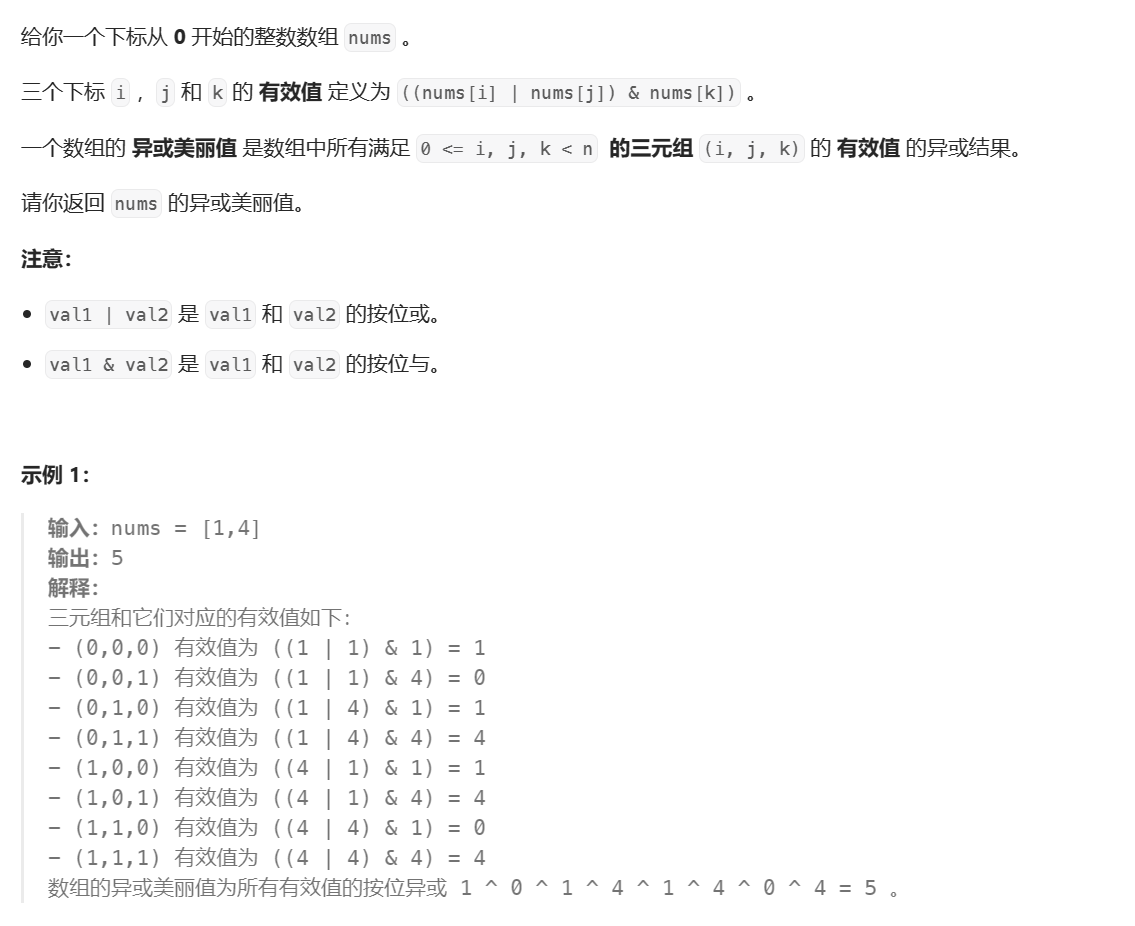 给你一个下标从 0 开始的整数数组 nums 。
三个下标 i ，j 和 k 的 有效值 定义为 ((nums[i] | nums[j]) & nums[k]) 。
一个数组的 异或美丽值 是数组中所有满足 0 <= i, j, k < n 的三元组 (i, j, k) 的 有效值 的异或结果。
请你返回 nums 的异或美丽值。
注意：
• val1 | val2 是 val1 和 val2 的按位或。
• val1 & val2 是 val1 和 val2 的按位与。
示例 1：
输入：nums = [1,4]
输出：5
解释：
三元组和它们对应的有效值如下：
- (0,0,0) 有效值为 ((1 | 1) & 1) = 1
- (0,0,1) 有效值为 ((1 | 1) & 4) = 0
- (0,1,0) 有效值为 ((1 | 4) & 1) = 1
- (0,1,1) 有效值为 ((1 | 4) & 4) = 4
- (1,0,0) 有效值为 ((4 | 1) & 1) = 1
- (1,0,1) 有效值为 ((4 | 1) & 4) = 4
- (1,1,0) 有效值为 ((4 | 4) & 1) = 0
- (1,1,1) 有效值为 ((4 | 4) & 4) = 4
数组的异或美丽值为所有有效值的按位异或 1 ^ 0 ^ 1 ^ 4 ^ 1 ^ 4 ^ 0 ^ 4 = 5 。